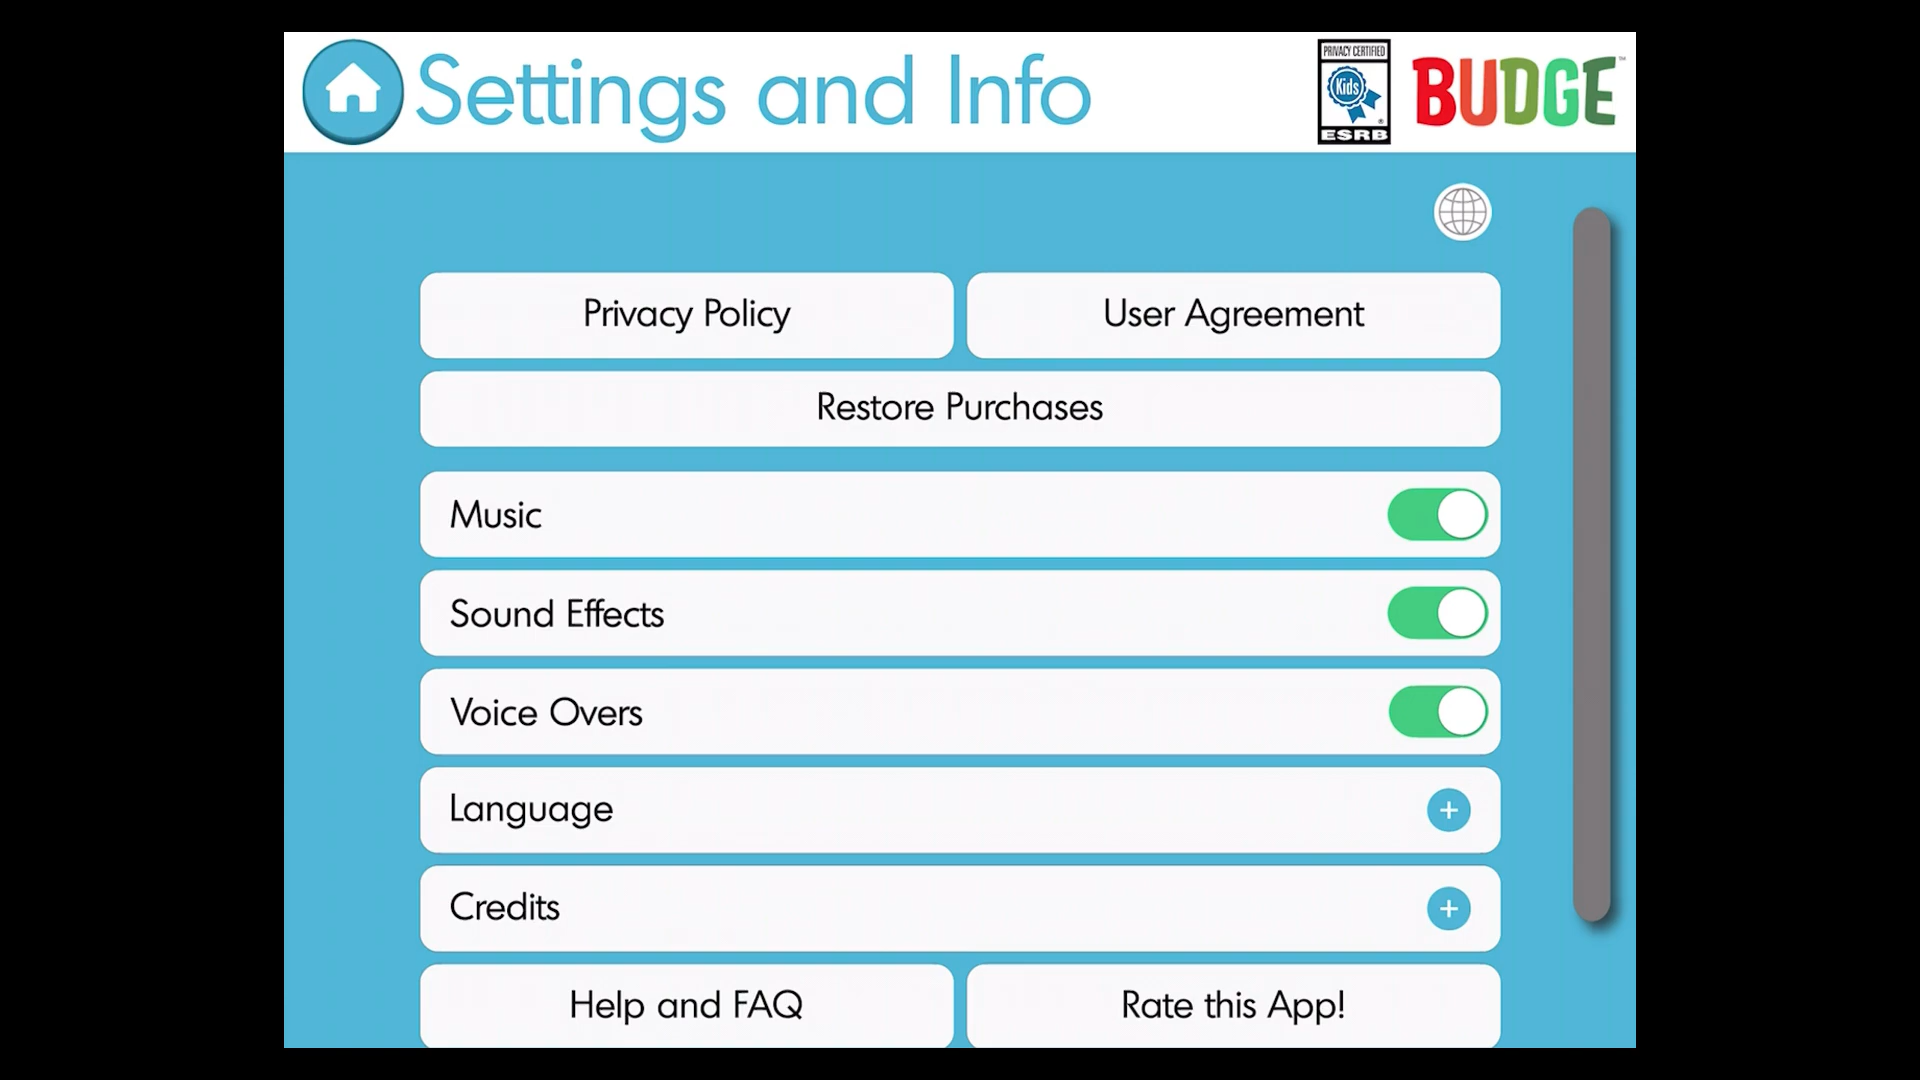 Settings and Info
PRIVACY CERTIFIED
Kids
ESRB
BUDGE
Privacy Policy
User Agreement
Restore Purchases
Music
Sound Effects
Voice Overs
Language
Credits
Help and FAQ
Rate this App!